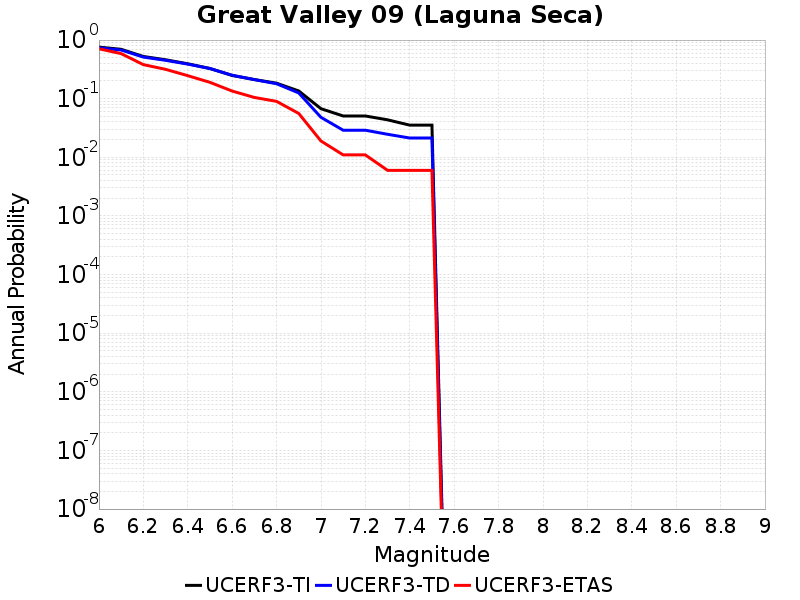 Great Valley 09 (Laguna Seca)
Annual Probability
10^0
10^-1
10^-2
10^-3
10^-4
10^-5
10^-6
10^-7
10^-8
6 6.2 6.4 6.6 6.8 7 7.2 7.4 7.6 7.8 8 8.2 8.4 8.6 8.8 9
Magnitude
UCERF3-TI UCERF3-TD UCERF3-ETAS